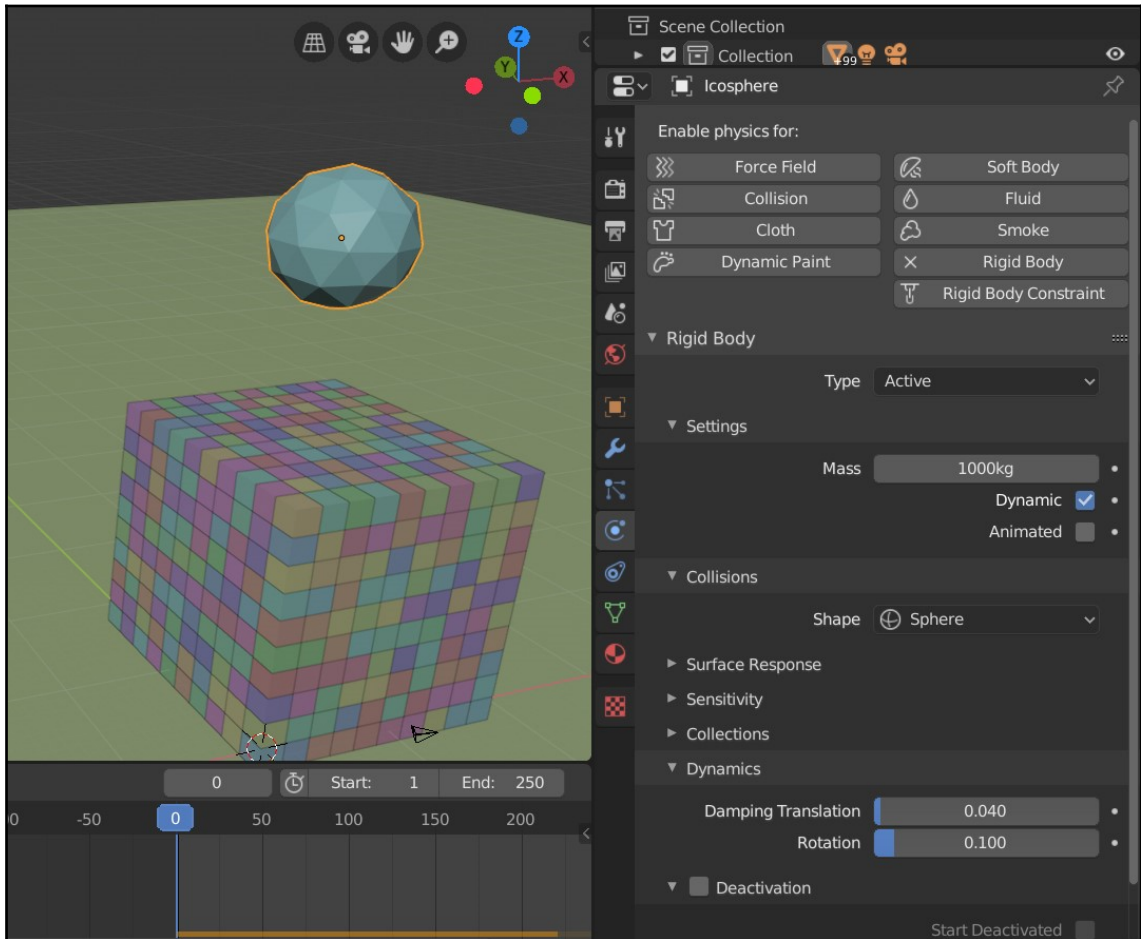 Z
Y
X
0
Start: 1
End: 250
0
-50
0
50
100
150
200
Scene Collection
Collection
+99
Icosphere
Enable physics for:
Force Field
Soft Body
Collision
Fluid
Cloth
Smoke
Dynamic Paint
Rigid Body
Rigid Body Constraint
Rigid Body
Type Active
Settings
Mass 1000kg
Dynamic
Animated
Collisions
Shape Sphere
Surface Response
Sensitivity
Collections
Dynamics
Damping Translation 0.040
Rotation 0.100
Deactivation
Start Deactivated